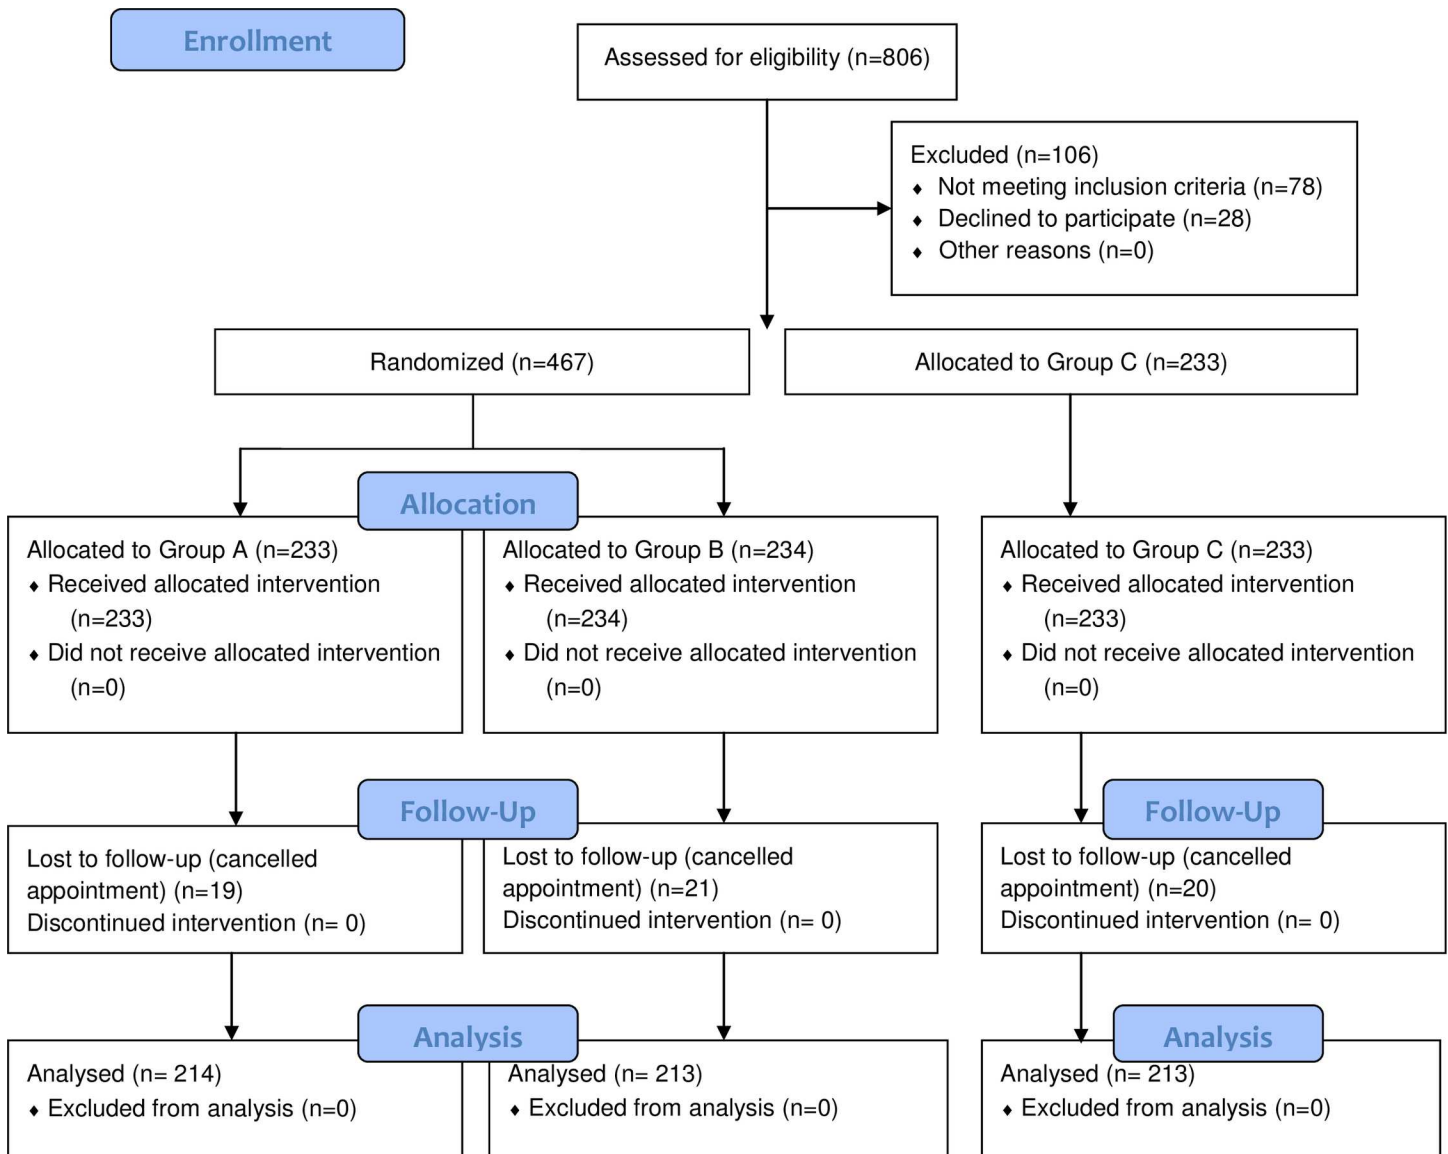 Enrollment
Assessed for eligibility (n=806)
Excluded (n=106)
♦ Not meeting inclusion criteria (n=78)
♦ Declined to participate (n=28)
♦ Other reasons (n=0)
Randomized (n=467)
Allocated to Group C (n=233)
Allocation
Allocated to Group A (n=233)
♦ Received allocated intervention
(n=233)
♦ Did not receive allocated intervention
(n=0)
Allocated to Group B (n=234)
♦ Received allocated intervention
(n=234)
♦ Did not receive allocated intervention
(n=0)
Allocated to Group C (n=233)
♦ Received allocated intervention
(n=233)
♦ Did not receive allocated intervention
(n=0)
Follow-Up
Follow-Up
Lost to follow-up (cancelled
appointment) (n=19)
Discontinued intervention (n= 0)
Lost to follow-up (cancelled
appointment) (n=21)
Discontinued intervention (n= 0)
Lost to follow-up (cancelled
appointment) (n=20)
Discontinued intervention (n= 0)
Analysis
Analysis
Analysed (n= 214)
♦ Excluded from analysis (n=0)
Analysed (n= 213)
♦ Excluded from analysis (n=0)
Analysed (n= 213)
♦ Excluded from analysis (n=0)